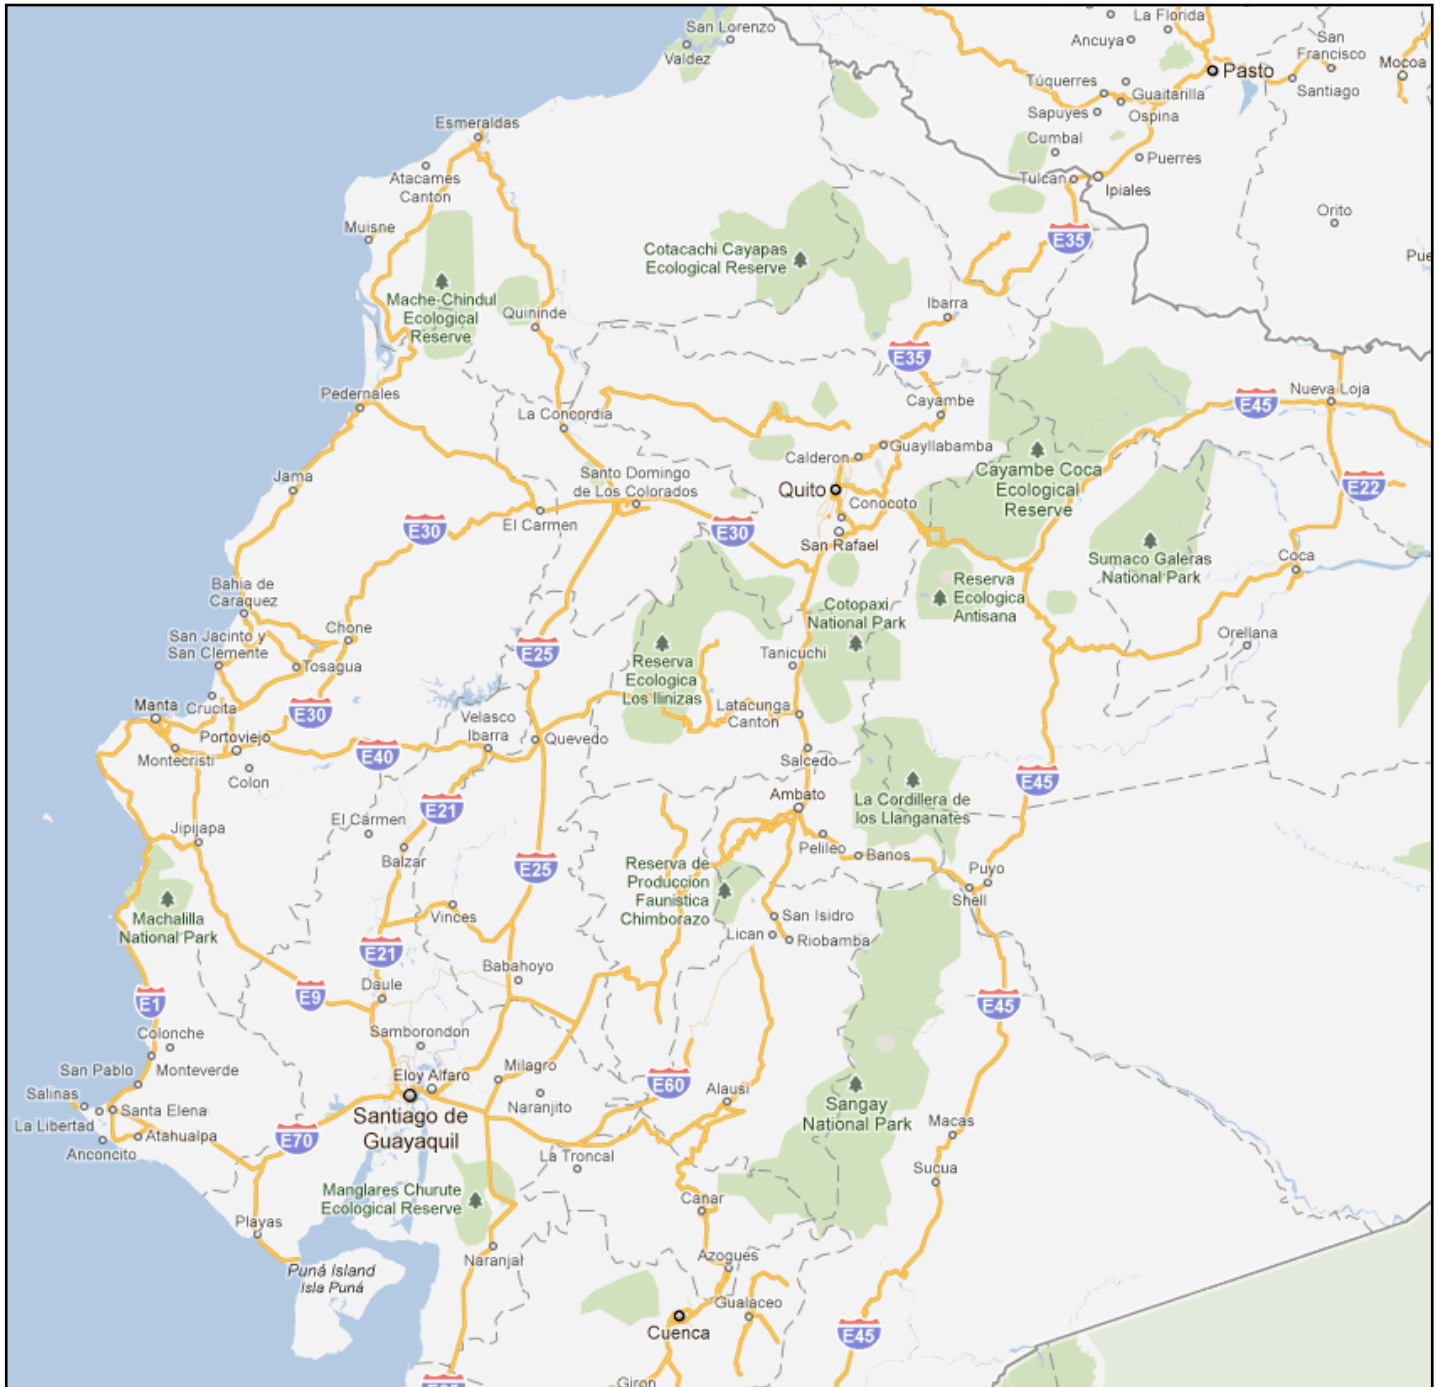 San Lorenzo
Valdez
La Florida
Ancuya
San
Francisco
Mocoa
Pasto
Santiago
Túquerres
Guaitarilla
Sapuyes
Ospina
Cumbal
Puerres
Tulcan
Ipiales
Orito
Esmeraldas
Atacames
Canton
Muisne
E35
Pue
Cotacachi Cayapas
Ecological Reserve
Mache-Chindul
Ecological
Reserve
Quininde
Ibarra
E35
Pedernales
La Concordia
Cayambe
E45
Nueva Loja
Guayllabamba
Calderon
Cayambe Coca
Ecological
Reserve
Jama
Santo Domingo
de Los Colorados
Quito
Conocoto
E22
El Carmen
E30
E30
San Rafael
Sumaco Galeras
National Park
Coca
Bahia de
Caraquez
Reserva
Ecologica
Antisana
Cotopaxi
National Park
San Jacinto y
San Clemente
Chone
Tosagua
E25
Orellana
Tanicuchi
Reserva
Ecologica
Los Ilinizas
Manta
Crucita
E30
Velasco
Ibarra
Latacunga
Canton
Portoviejo
Quevedo
Montecristi
E40
Salcedo
Colon
E45
E21
Ambato
La Cordillera de
los Llanganates
El Carmen
Jipijapa
Balzar
Pelileo
Banos
E25
Reserva de
Produccion
Faunistica
Chimborazo
Puyo
Shell
Machalilla
National Park
Vinces
San Isidro
Lican
Riobamba
E21
Babahoyo
Daule
E9
E1
E45
Colonche
Samborondon
San Pablo
Monteverde
Eloy Alfaro
Milagro
E60
Salinas
Alausi
Santa Elena
Santiago de
Guayaquil
Naranjito
Sangay
National Park
Macas
La Libertad
Atahualpa
E70
Anconcito
La Troncal
Sucua
Manglares Churute
Ecological Reserve
Canar
Playas
Naranjal
Azogues
Puná Island
Isla Puná
Gualaceo
Cuenca
E45
Giron